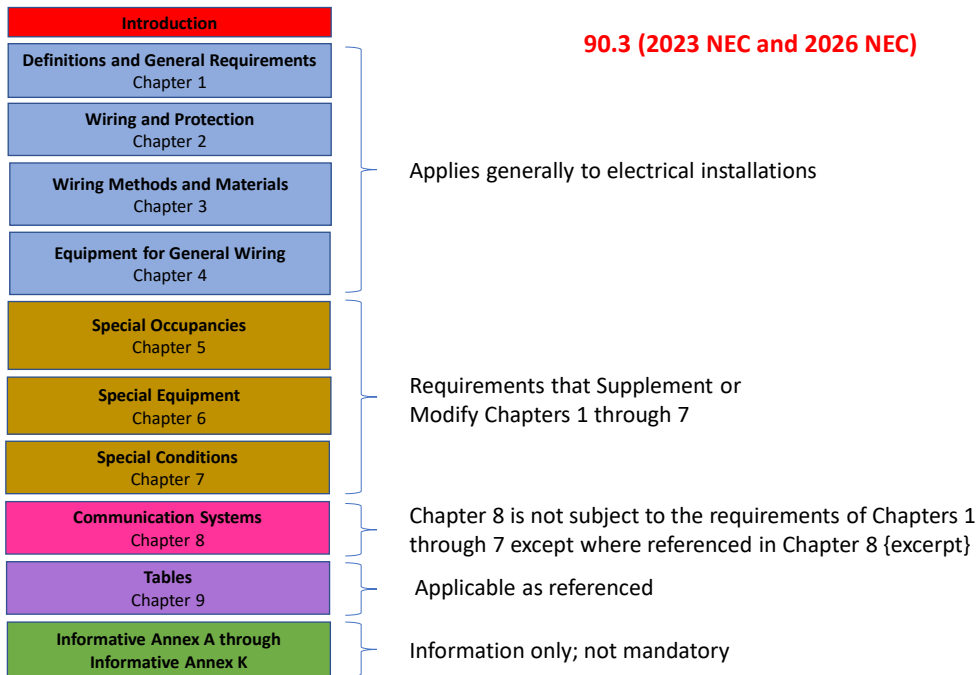 Introduction
90.3 (2023 NEC and 2026 NEC)
Definitions and General Requirements
Chapter 1
Wiring and Protection
Chapter 2
Wiring Methods and Materials
Chapter 3
Equipment for General Wiring
Chapter 4
Applies generally to electrical installations
Special Occupancies
Chapter 5
Special Equipment
Chapter 6
Special Conditions
Chapter 7
Requirements that Supplement or
Modify Chapters 1 through 7
Communication Systems
Chapter 8
Chapter 8 is not subject to the requirements of Chapters 1
through 7 except where referenced in Chapter 8 {excerpt}
Tables
Chapter 9
Applicable as referenced
Informative Annex A through
Informative Annex K
Information only; not mandatory